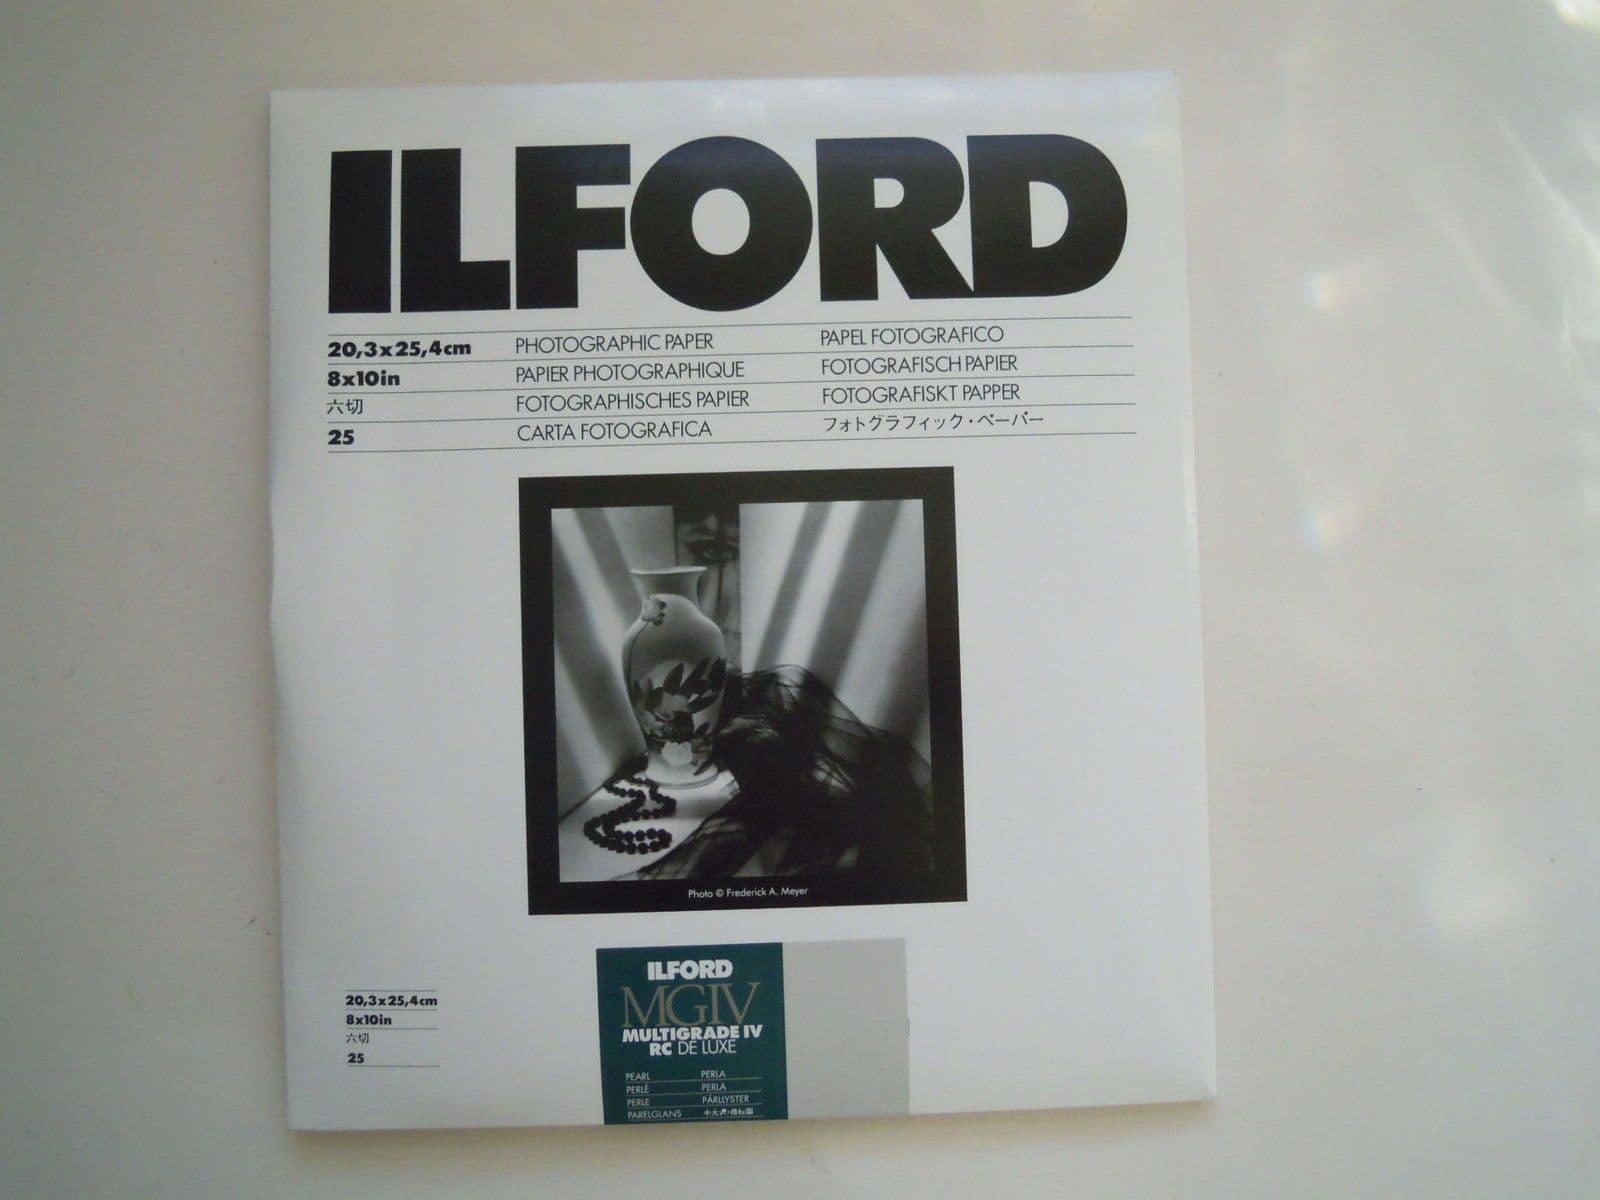 ILFORD
20,3x25,4cm PHOTOGRAPHIC PAPER PAPEL FOTOGRAFICO
8x10in PAPIER PHOTOGRAPHIQUE FOTOGRAFISCH PAPIER
六切 FOTOGRAPHISCHES PAPIER FOTOGRAFISKT PAPPER
25 CARTA FOTOGRAFICA フォトグラフィック・ペーパー
Photo © Frederick A. Meyer
20,3x25,4cm
8x10in
六切
25
ILFORD
MGIV
MULTIGRADE IV
RC DE LUXE
PEARL PERLA
PERLÉ PERLA
PERLE PÄRLLYSTER
PARELGLANS